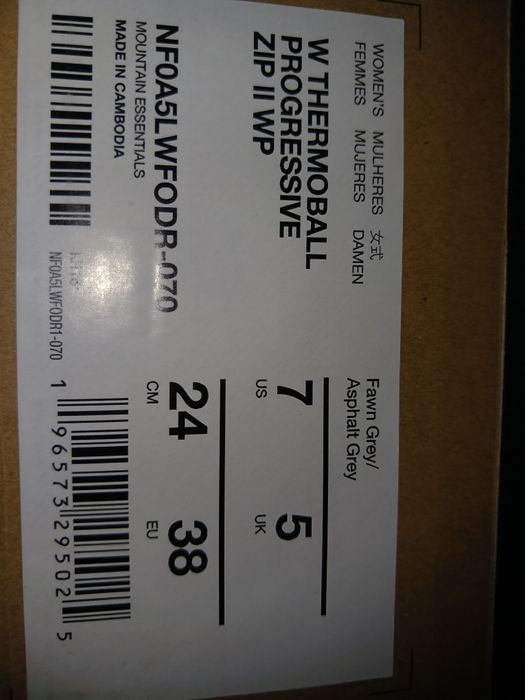 WOMEN'S MULHERES 女式
FEMMES MUJERES DAMEN
Fawn Grey/
Asphalt Grey
W THERMOBALL
PROGRESSIVE
ZIP II WP
7 5
US UK
NF0A5LWFODR-070
MOUNTAIN ESSENTIALS
MADE IN CAMBODIA
24 38
CM EU
NF0A5LWFODR1-070
1 96573 29502 5